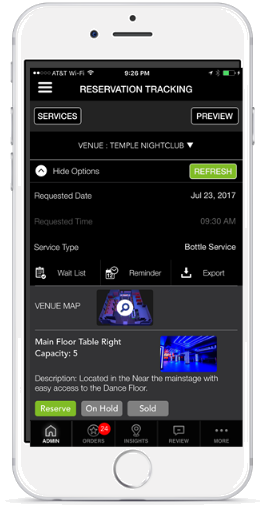 AT&T Wi-Fi 9:26 PM
RESERVATION TRACKING
SERVICES PREVIEW
VENUE : TEMPLE NIGHTCLUB ▼
Hide Options REFRESH
Requested Date Jul 23, 2017
Requested Time 09:30 AM
Service Type Bottle Service
Wait List Reminder Export
VENUE MAP
Main Floor Table Right
Capacity: 5
Description: Located in the Near the mainstage with
easy access to the Dance Floor.
Reserve On Hold Sold
24
ADMIN ORDERS INSIGHTS REVIEW MORE